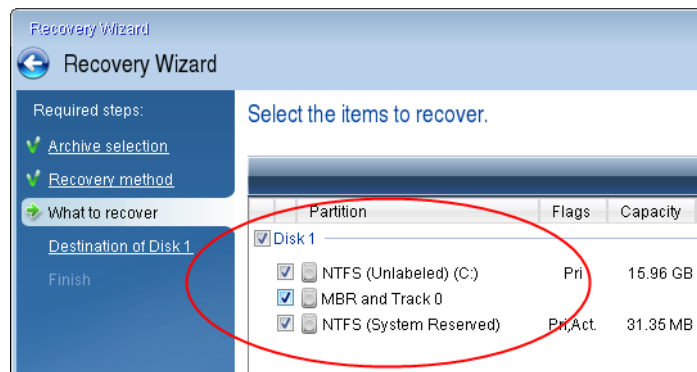 Recovery Wizard
Recovery Wizard
Required steps:
Archive selection
Recovery method
What to recover
Destination of Disk 1
Finish
Select the items to recover.
Partition Flags Capacity
Disk 1
NTFS (Unlabeled) (C:) Pri 15.96 GB
MBR and Track 0
NTFS (System Reserved) Pri,Act. 31.35 MB